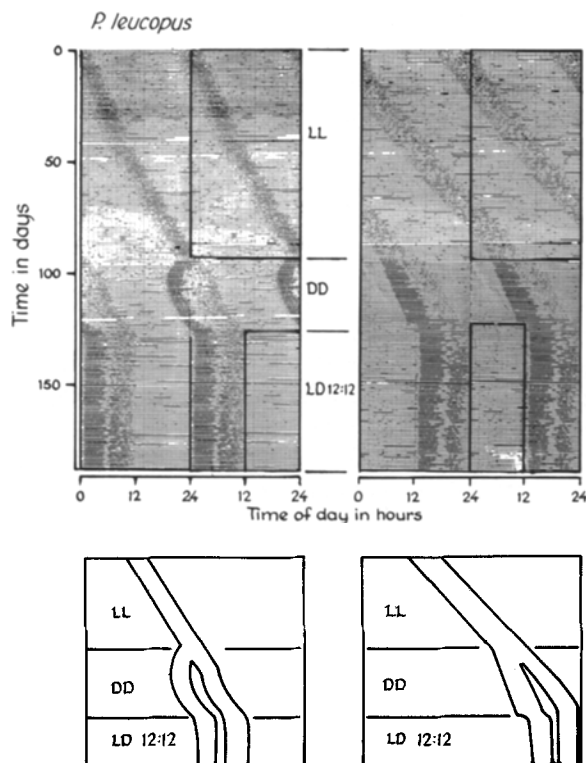 P. leucopus
0
50
100
150
Time in days
LL
DD
LD 12:12
0 12 24 12 24 0 12 24 12 24
Time of day in hours
LL
DD
LD 12:12
LL
DD
LD 12:12